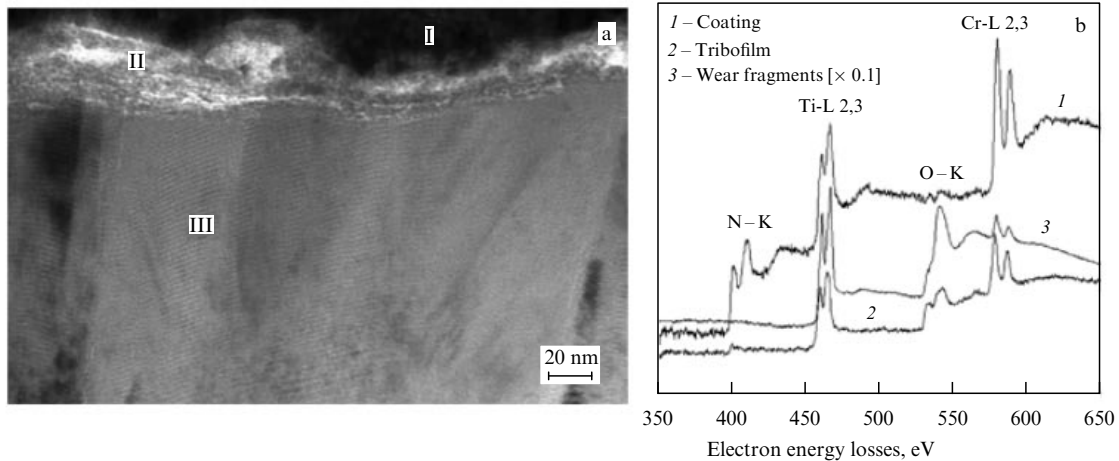 I
a
II
III
20 nm
b
1 – Coating
2 – Tribofilm
3 – Wear fragments [× 0.1]
Cr-L 2,3
Ti-L 2,3
1
O – K
N – K
3
2
350 400 450 500 550 600 650
Electron energy losses, eV